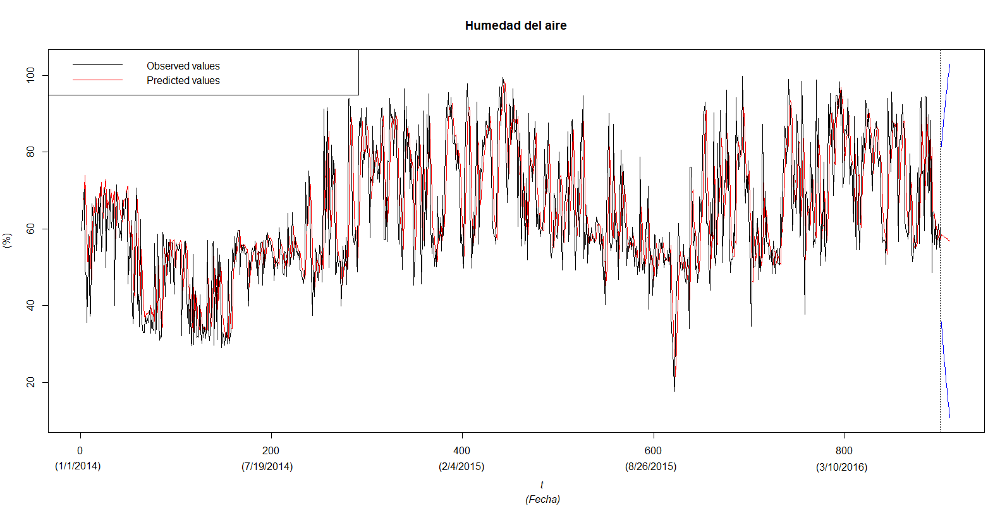 Humedad del aire
Observed values
Predicted values
100
80
60
40
20
(%)
0 200 400 600 800
(1/1/2014) (7/19/2014) (2/4/2015) (8/26/2015) (3/10/2016)
t
(Fecha)